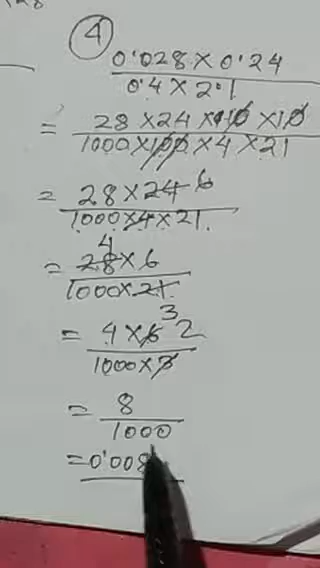 ④
0.028 × 0.24
0.4 × 2.1
= 28 × 24 × 10 × 10
1000 × 100 × 4 × 21
= 28 × 24 6
1000 × 4 × 21
4
= 28 × 6
1000 × 21
3
= 4 × 6 2
1000 × 3
= 8
1000
= 0.008